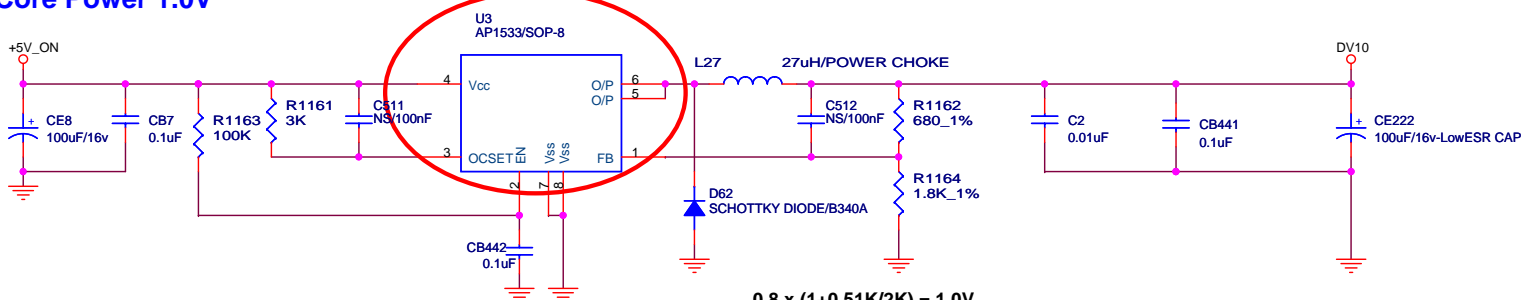 Core Power 1.0V
U3
AP1533/SOP-8
+5V_ON
DV10
L27
27uH/POWER CHOKE
4
Vcc
O/P
6
O/P
5
CE8
100uF/16v
CB7
0.1uF
R1163
100K
R1161
3K
C511
NS/100nF
C512
NS/100nF
R1162
680_1%
C2
0.01uF
CB441
0.1uF
CE222
100uF/16v-LowESR CAP
3
OCSET
EN
Vss
Vss
FB
1
2
7
8
R1164
1.8K_1%
D62
SCHOTTKY DIODE/B340A
CB442
0.1uF
0.8 x (1+0.51K/2K) = 1.0V